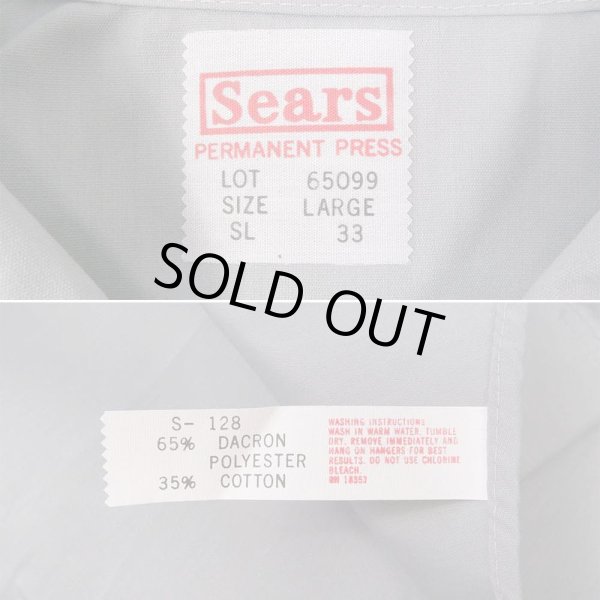 Sears
PERMANENT PRESS
LOT 65099
SIZE LARGE
SL 33
SOLD OUT
S- 128
65% DACRON
POLYESTER
35% COTTON
WASHING INSTRUCTIONS
WASH IN WARM WATER, TUMBLE
DRY. REMOVE IMMEDIATELY AND
HANG ON HANGERS FOR BEST
RESULTS. DO NOT USE CHLORINE
BLEACH.